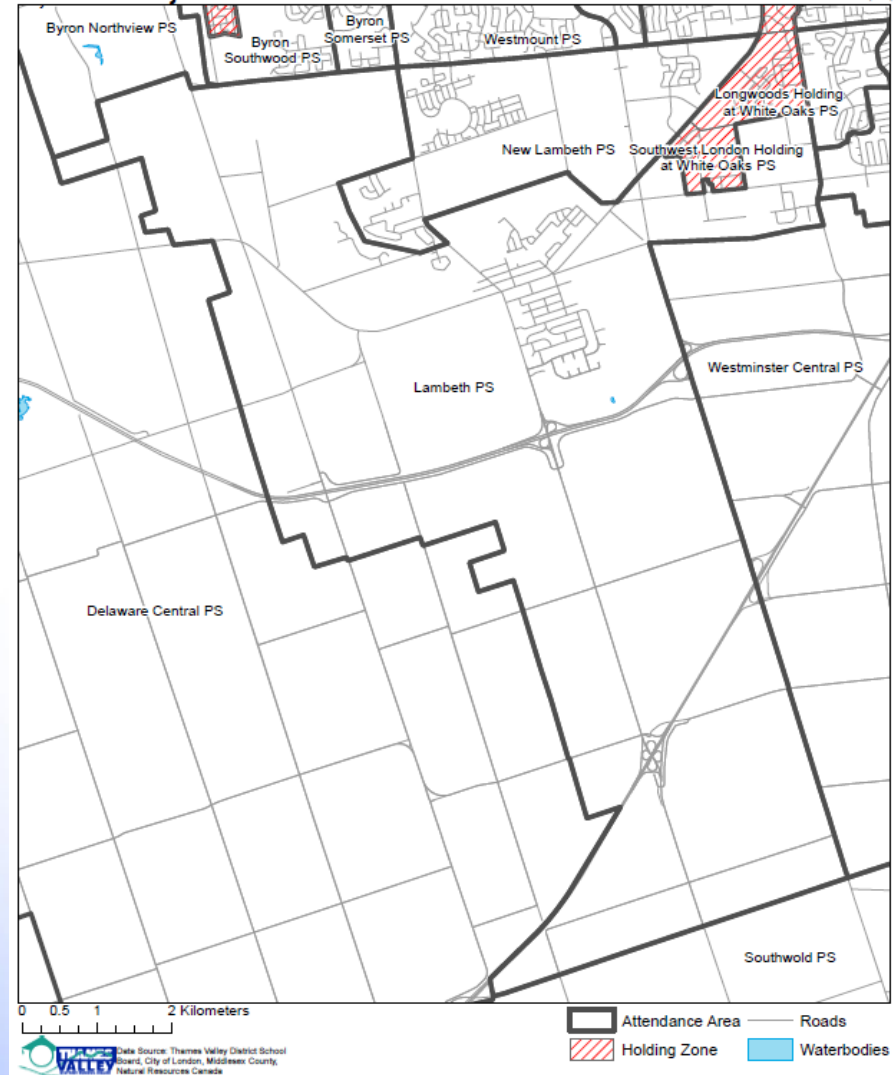 Byron Northview PS
Byron
Southwood PS
Byron
Somerset PS
Westmount PS
Longwoods Holding
at White Oaks PS
New Lambeth PS
Southwest London Holding
at White Oaks PS
Lambeth PS
Westminster Central PS
Delaware Central PS
Southwold PS
0 0.5 1 2 Kilometers
Attendance Area
Roads
Holding Zone
Waterbodies
VALLEY
Data Source: Thames Valley District School
Board, City of London, Middlesex County,
Natural Resources Canada